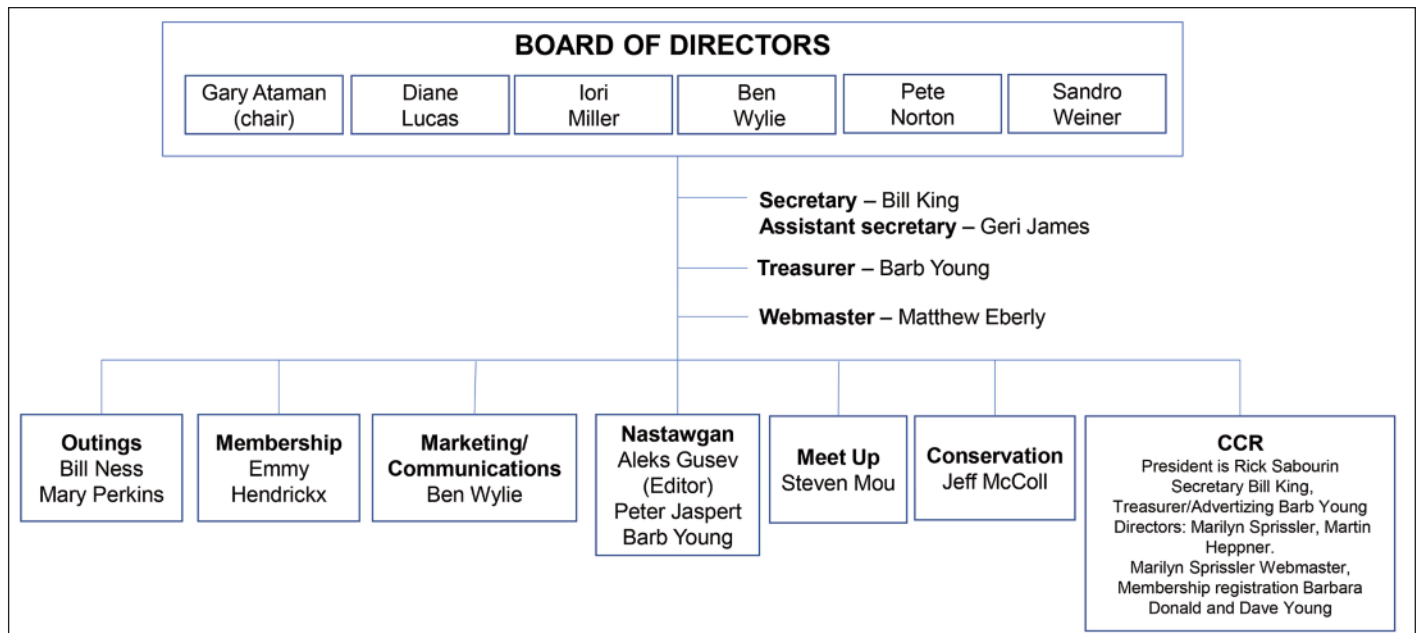 BOARD OF DIRECTORS
Gary Ataman
(chair)
Diane
Lucas
Iori
Miller
Ben
Wylie
Pete
Norton
Sandro
Weiner
Secretary – Bill King
Assistant secretary – Geri James
Treasurer – Barb Young
Webmaster – Matthew Eberly
Outings
Bill Ness
Mary Perkins
Membership
Emmy
Hendrickx
Marketing/
Communications
Ben Wylie
Nastawgan
Aleks Gusev
(Editor)
Peter Jaspert
Barb Young
Meet Up
Steven Mou
Conservation
Jeff McColl
CCR
President is Rick Sabourin
Secretary Bill King,
Treasurer/Advertizing Barb Young
Directors: Marilyn Sprissler, Martin
Heppner.
Marilyn Sprissler Webmaster,
Membership registration Barbara
Donald and Dave Young